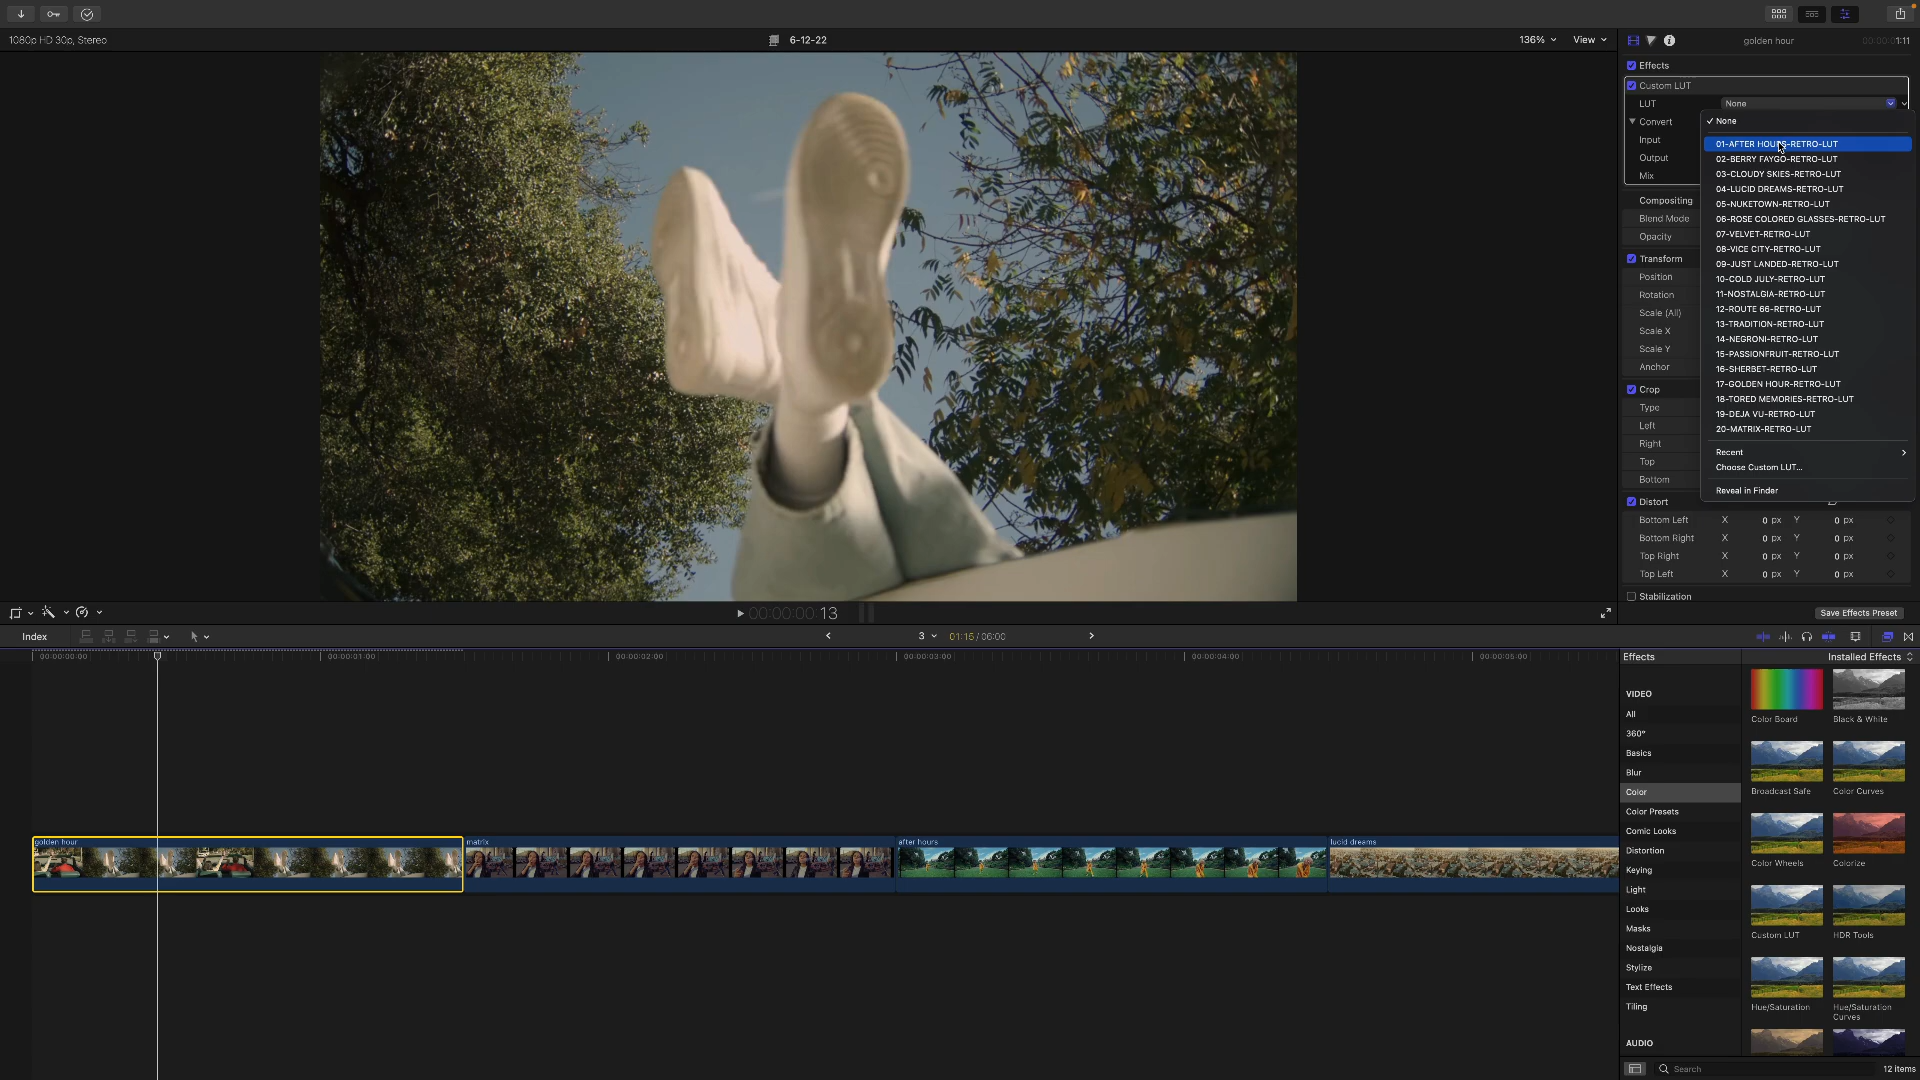 1080p HD 30p, Stereo
6-12-22
136%
View
golden hour
00:00:01:11
Effects
Custom LUT
LUT
None
Convert
Input
Output
Mix
None
01-AFTER HOURS-RETRO-LUT
02-BERRY FAYGO-RETRO-LUT
03-CLOUDY SKIES-RETRO-LUT
04-LUCID DREAMS-RETRO-LUT
05-NUKETOWN-RETRO-LUT
06-ROSE COLORED GLASSES-RETRO-LUT
07-VELVET-RETRO-LUT
08-VICE CITY-RETRO-LUT
09-JUST LANDED-RETRO-LUT
10-COLD JULY-RETRO-LUT
11-NOSTALGIA-RETRO-LUT
12-ROUTE 66-RETRO-LUT
13-TRADITION-RETRO-LUT
14-NEGRONI-RETRO-LUT
15-PASSIONFRUIT-RETRO-LUT
16-SHERBET-RETRO-LUT
17-GOLDEN HOUR-RETRO-LUT
18-TORED MEMORIES-RETRO-LUT
19-DEJA VU-RETRO-LUT
20-MATRIX-RETRO-LUT
Recent
Choose Custom LUT...
Reveal in Finder
Compositing
Blend Mode
Opacity
Transform
Position
Rotation
Scale (All)
Scale X
Scale Y
Anchor
Crop
Type
Left
Right
Top
Bottom
Distort
Bottom Left X 0 px Y 0 px
Bottom Right X 0 px Y 0 px
Top Right X 0 px Y 0 px
Top Left X 0 px Y 0 px
Stabilization
Save Effects Preset
00:00:00:13
Index
3
01:15 / 06:00
00:00:00:00
00:00:01:00
00:00:02:00
00:00:03:00
00:00:04:00
00:00:05:00
golden hour
matrix
after hours
lucid dreams
Effects
Installed Effects
VIDEO
All
360°
Basics
Blur
Color
Color Presets
Comic Looks
Distortion
Keying
Light
Looks
Masks
Nostalgia
Stylize
Text Effects
Tiling
AUDIO
Color Board
Black & White
Broadcast Safe
Color Curves
Color Wheels
Colorize
Custom LUT
HDR Tools
Hue/Saturation
Hue/Saturation
Curves
Search
12 items